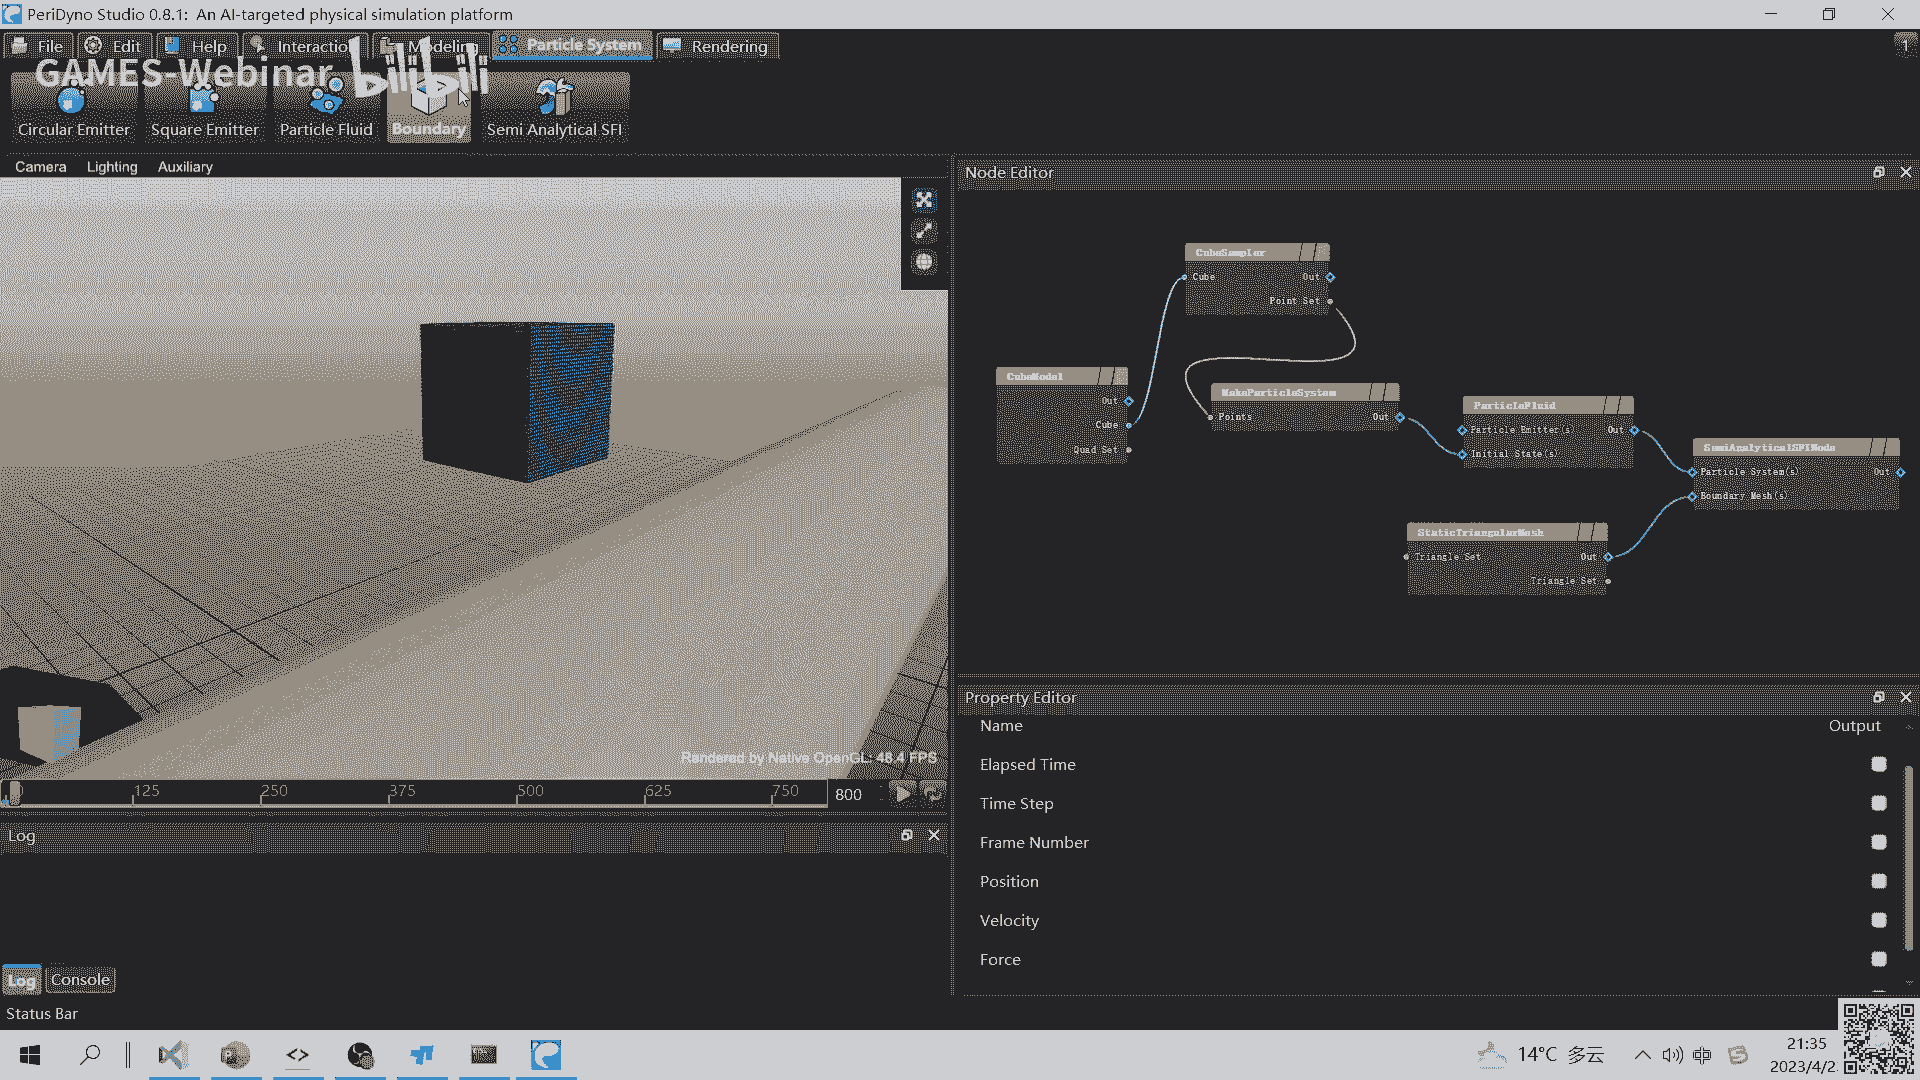 PeriDyno Studio 0.8.1: An AI-targeted physical simulation platform
File Edit Help Interaction Modeling Particle System Rendering
1
GAMES-Webinar bilibili
Circular Emitter Square Emitter Particle Fluid Boundary Semi Analytical SFI
Camera Lighting Auxiliary
Node Editor
CubeSampler
Cube Out
Point Set
CubeModel
Out
Cube
Quad Set
MakeParticleSystem
Points Out
ParticleFluid
Particle Emitter(s) Out
Initial State(s)
SemiAnalyticalSFINode
Particle System(s) Out
Boundary Mesh(s)
StaticTriangularMesh
Triangle Set Out
Triangle Set
Rendered by Native OpenGL: 48.4 FPS
125 250 375 500 625 750 800
Property Editor
Name Output
Elapsed Time
Time Step
Frame Number
Position
Velocity
Force
Log
Log Console
Status Bar
14°C 多云 中
21:35
2023/4/2